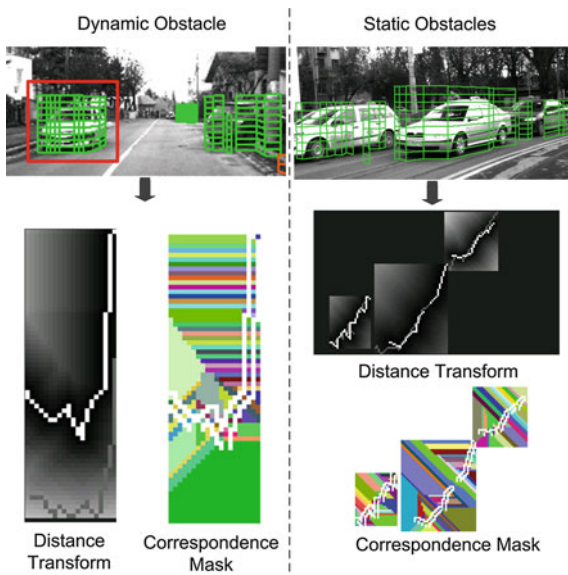 Dynamic Obstacle
Static Obstacles
Distance Transform
Distance
Transform
Correspondence
Mask
Correspondence Mask